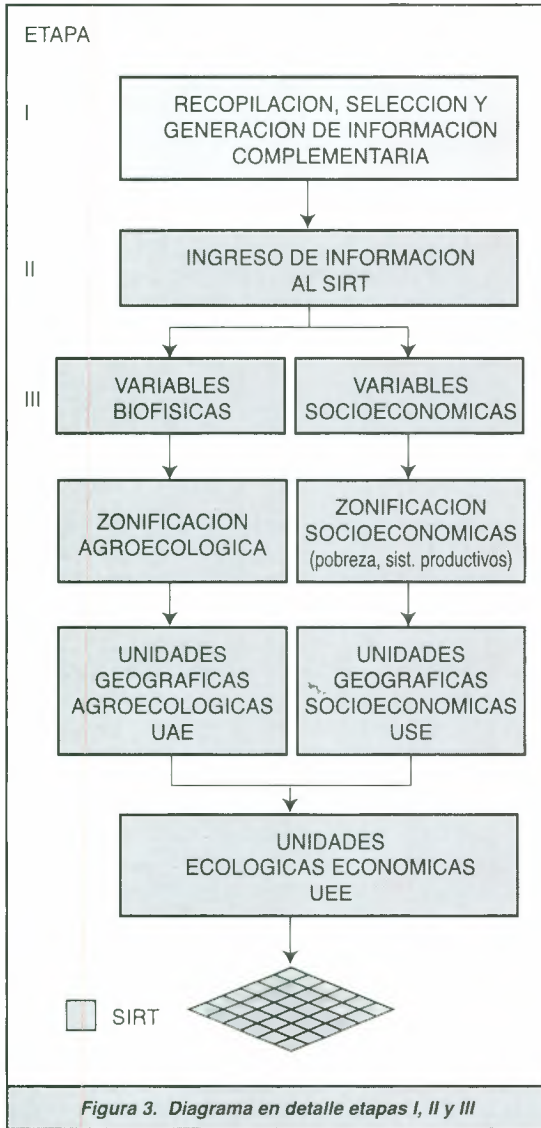 ETAPA
I
RECOPILACION, SELECCION Y
GENERACION DE INFORMACION
COMPLEMENTARIA
II
INGRESO DE INFORMACION
AL SIRT
III
VARIABLES
BIOFISICAS
VARIABLES
SOCIOECONOMICAS
ZONIFICACION
AGROECOLOGICA
ZONIFICACION
SOCIOECONOMICAS
(pobreza, sist. productivos)
UNIDADES
GEOGRAFICAS
AGROECOLOGICAS
UAE
UNIDADES
GEOGRAFICAS
SOCIOECONOMICAS
USE
UNIDADES
ECOLOGICAS ECONOMICAS
UEE
SIRT
Figura 3. Diagrama en detalle etapas I, II y III